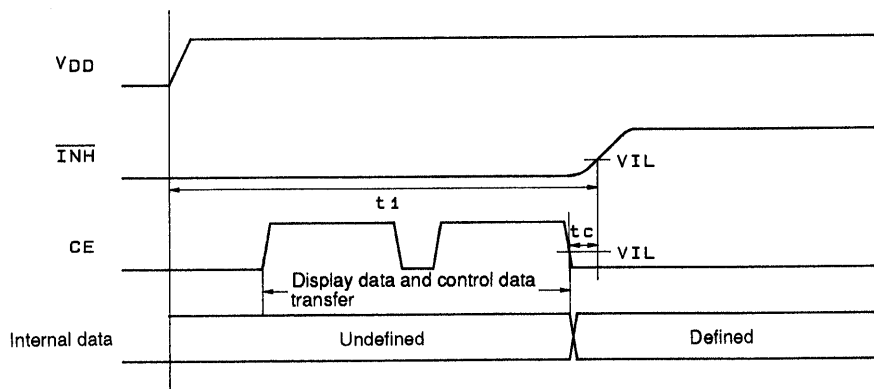 VDD
INH
VIL
t1
CE
tc
VIL
Display data and control data
transfer
Internal data
Undefined
Defined